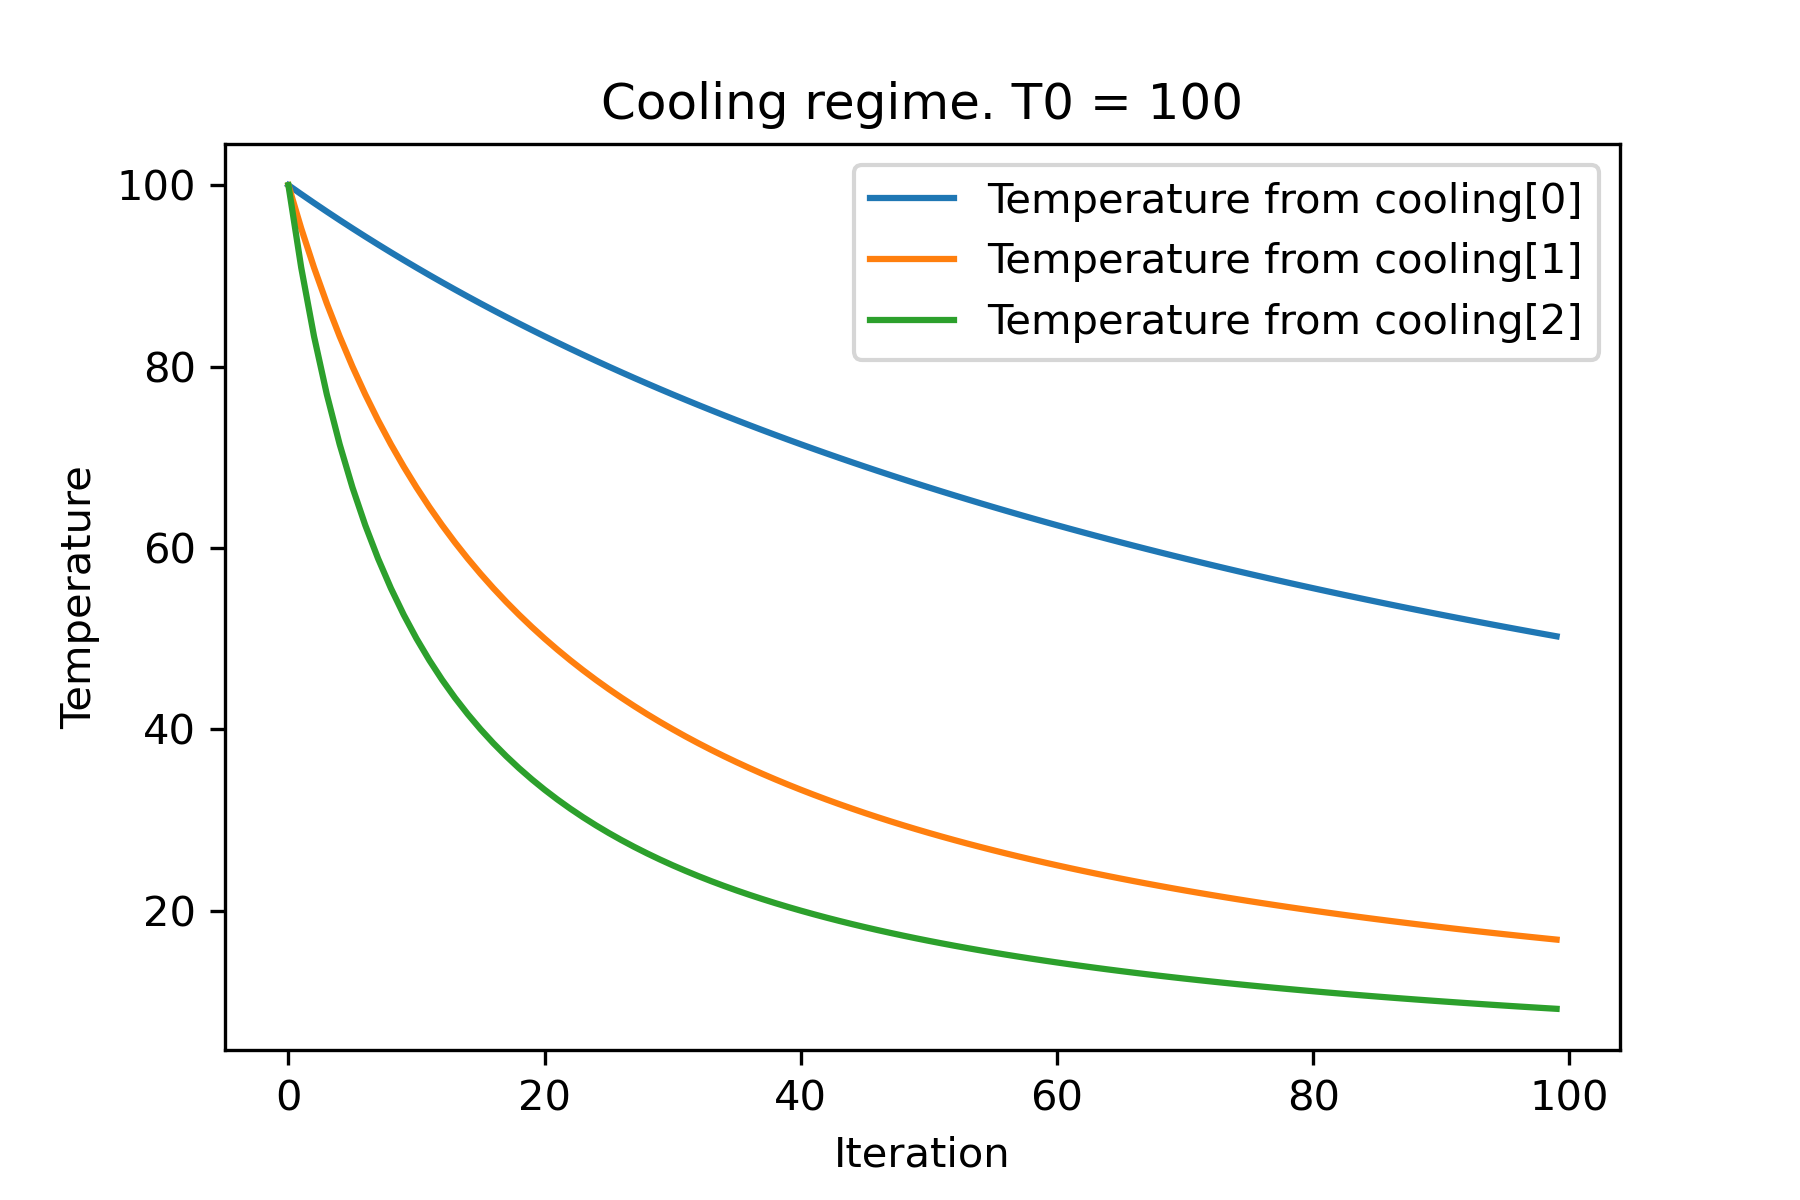 Cooling regime. T0 = 100
Temperature from cooling[0]
Temperature from cooling[1]
Temperature from cooling[2]
Temperature
100
80
60
40
20
0 20 40 60 80 100
Iteration